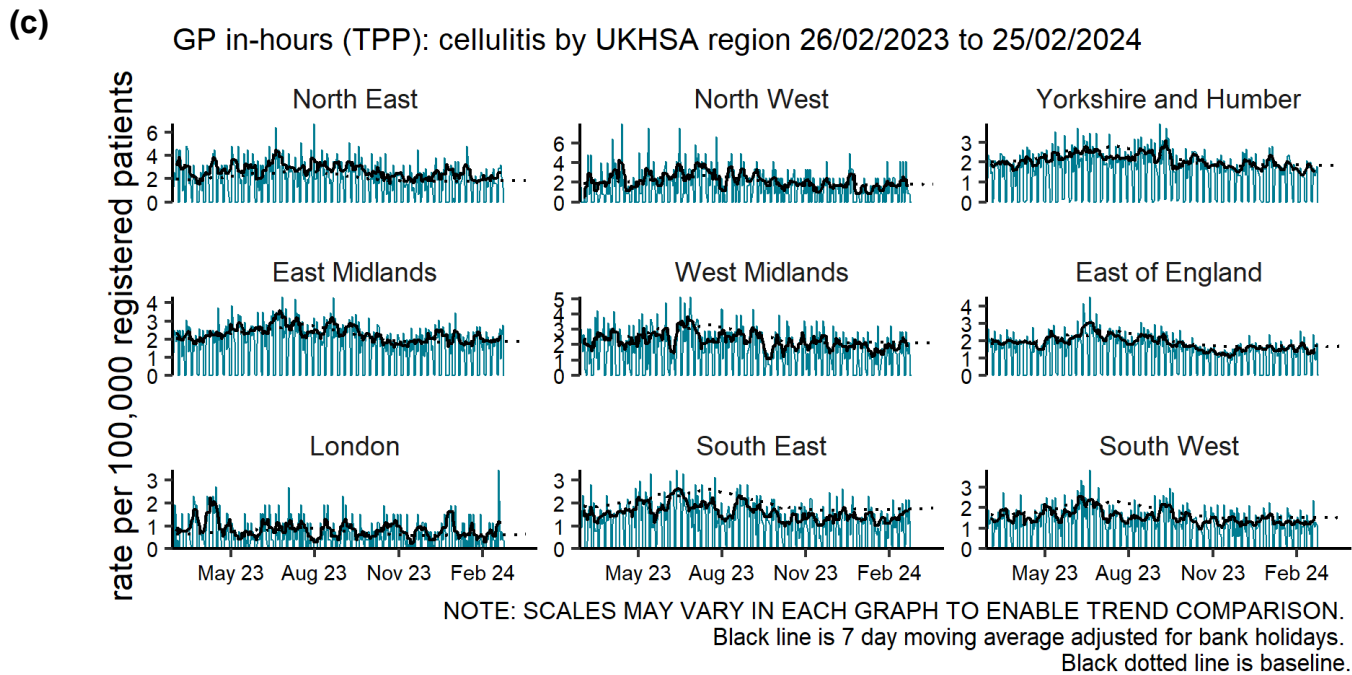 (c)
GP in-hours (TPP): cellulitis by UKHSA region 26/02/2023 to 25/02/2024
rate per 100,000 registered patients
North East
6
4
2
0
North West
6
4
2
0
Yorkshire and Humber
3
2
1
0
East Midlands
4
3
2
1
0
West Midlands
5
4
3
2
1
0
East of England
4
3
2
1
0
London
3
2
1
0
South East
3
2
1
0
South West
3
2
1
0
May 23 Aug 23 Nov 23 Feb 24
May 23 Aug 23 Nov 23 Feb 24
May 23 Aug 23 Nov 23 Feb 24
NOTE: SCALES MAY VARY IN EACH GRAPH TO ENABLE TREND COMPARISON.
Black line is 7 day moving average adjusted for bank holidays.
Black dotted line is baseline.